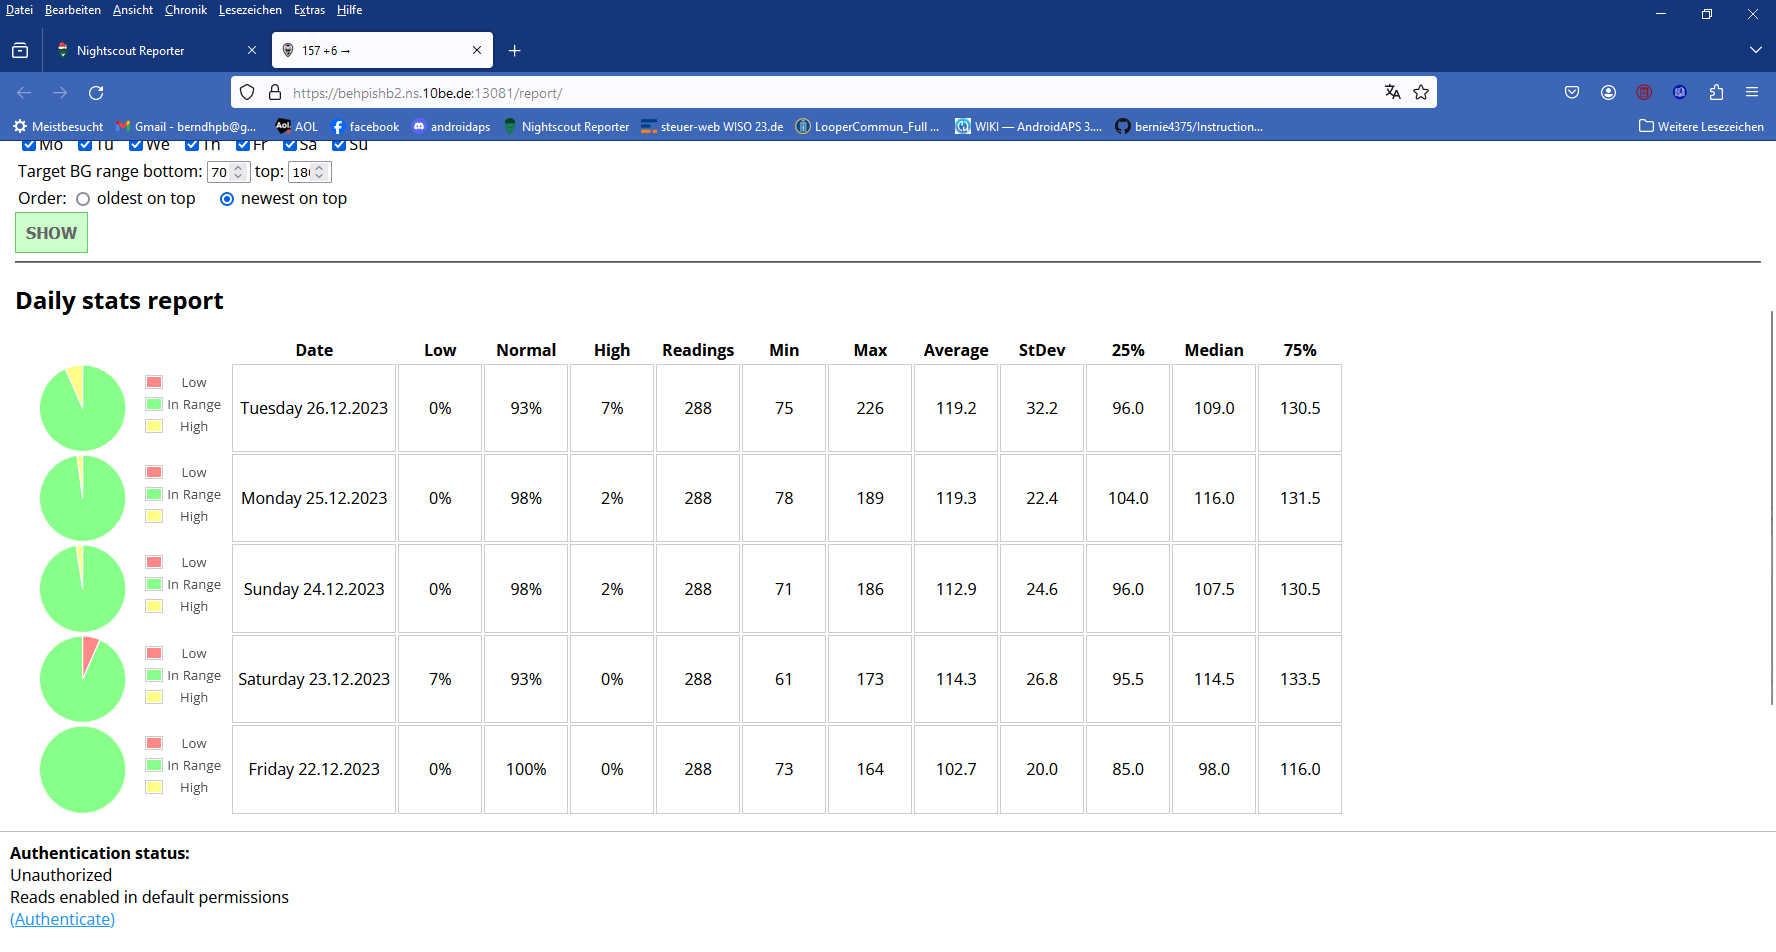 Datei Bearbeiten Ansicht Chronik Lesezeichen Extras Hilfe
Nightscout Reporter
157 +6 →
https://behpishb2.ns.10be.de:13081/report/
Meistbesucht Gmail - berndhpb@g... AOL facebook androidaps Nightscout Reporter steuer-web WISO 23.de LooperCommun_Full ... WIKI — AndroidAPS 3.... bernie4375/Instruction... Weitere Lesezeichen
Mo Tu We Th Fr Sa Su
Target BG range bottom: 70 top: 18
Order: oldest on top newest on top
SHOW
Daily stats report
Date Low Normal High Readings Min Max Average StDev 25% Median 75%
Low
In Range
High
Tuesday 26.12.2023 0% 93% 7% 288 75 226 119.2 32.2 96.0 109.0 130.5
Low
In Range
High
Monday 25.12.2023 0% 98% 2% 288 78 189 119.3 22.4 104.0 116.0 131.5
Low
In Range
High
Sunday 24.12.2023 0% 98% 2% 288 71 186 112.9 24.6 96.0 107.5 130.5
Low
In Range
High
Saturday 23.12.2023 7% 93% 0% 288 61 173 114.3 26.8 95.5 114.5 133.5
Low
In Range
High
Friday 22.12.2023 0% 100% 0% 288 73 164 102.7 20.0 85.0 98.0 116.0
Authentication status:
Unauthorized
Reads enabled in default permissions
(Authenticate)